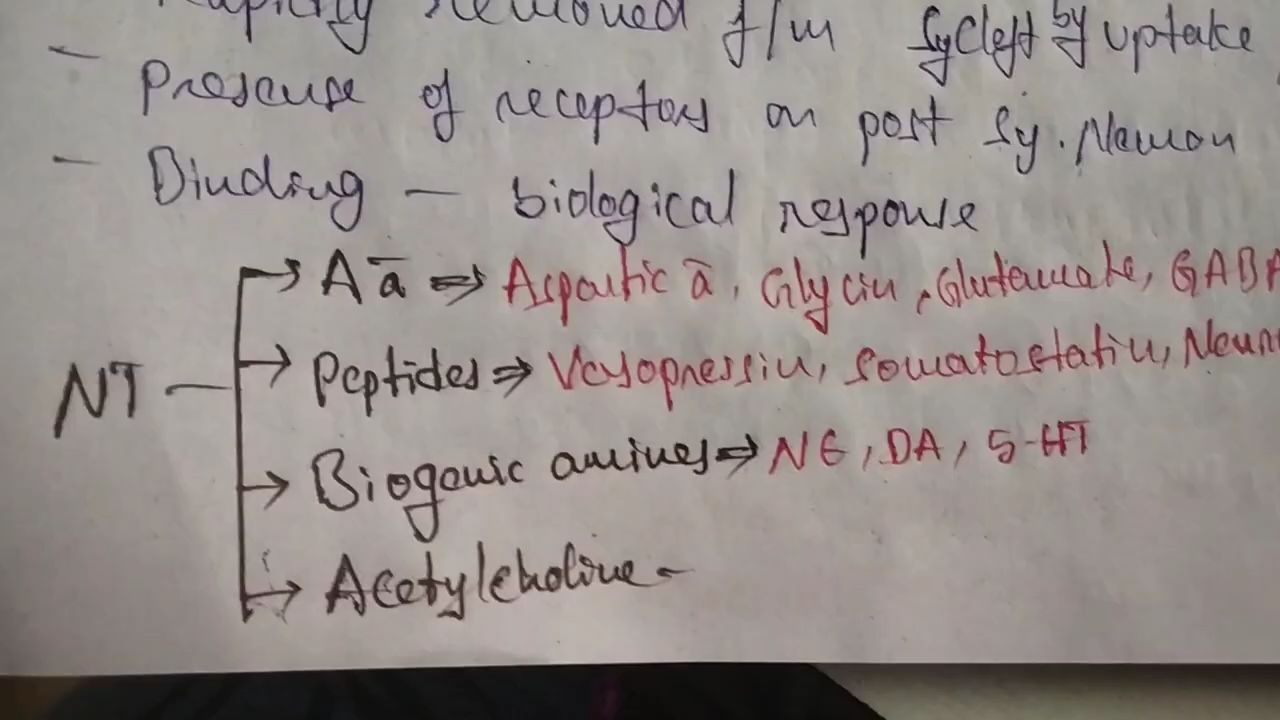 Rapidly removed f/m Sy cleft by uptake
– Presence of receptors on post Sy. Neuron
– Binding – biological response
→ A ā ⇒ Aspartic ā, Glycin, Glutamate, GABA
NT – → Peptides ⇒ Vasopressin, Somatostatin,
→ Biogenic amines ⇒ NE, DA, 5-HT
→ Acetylcholine -